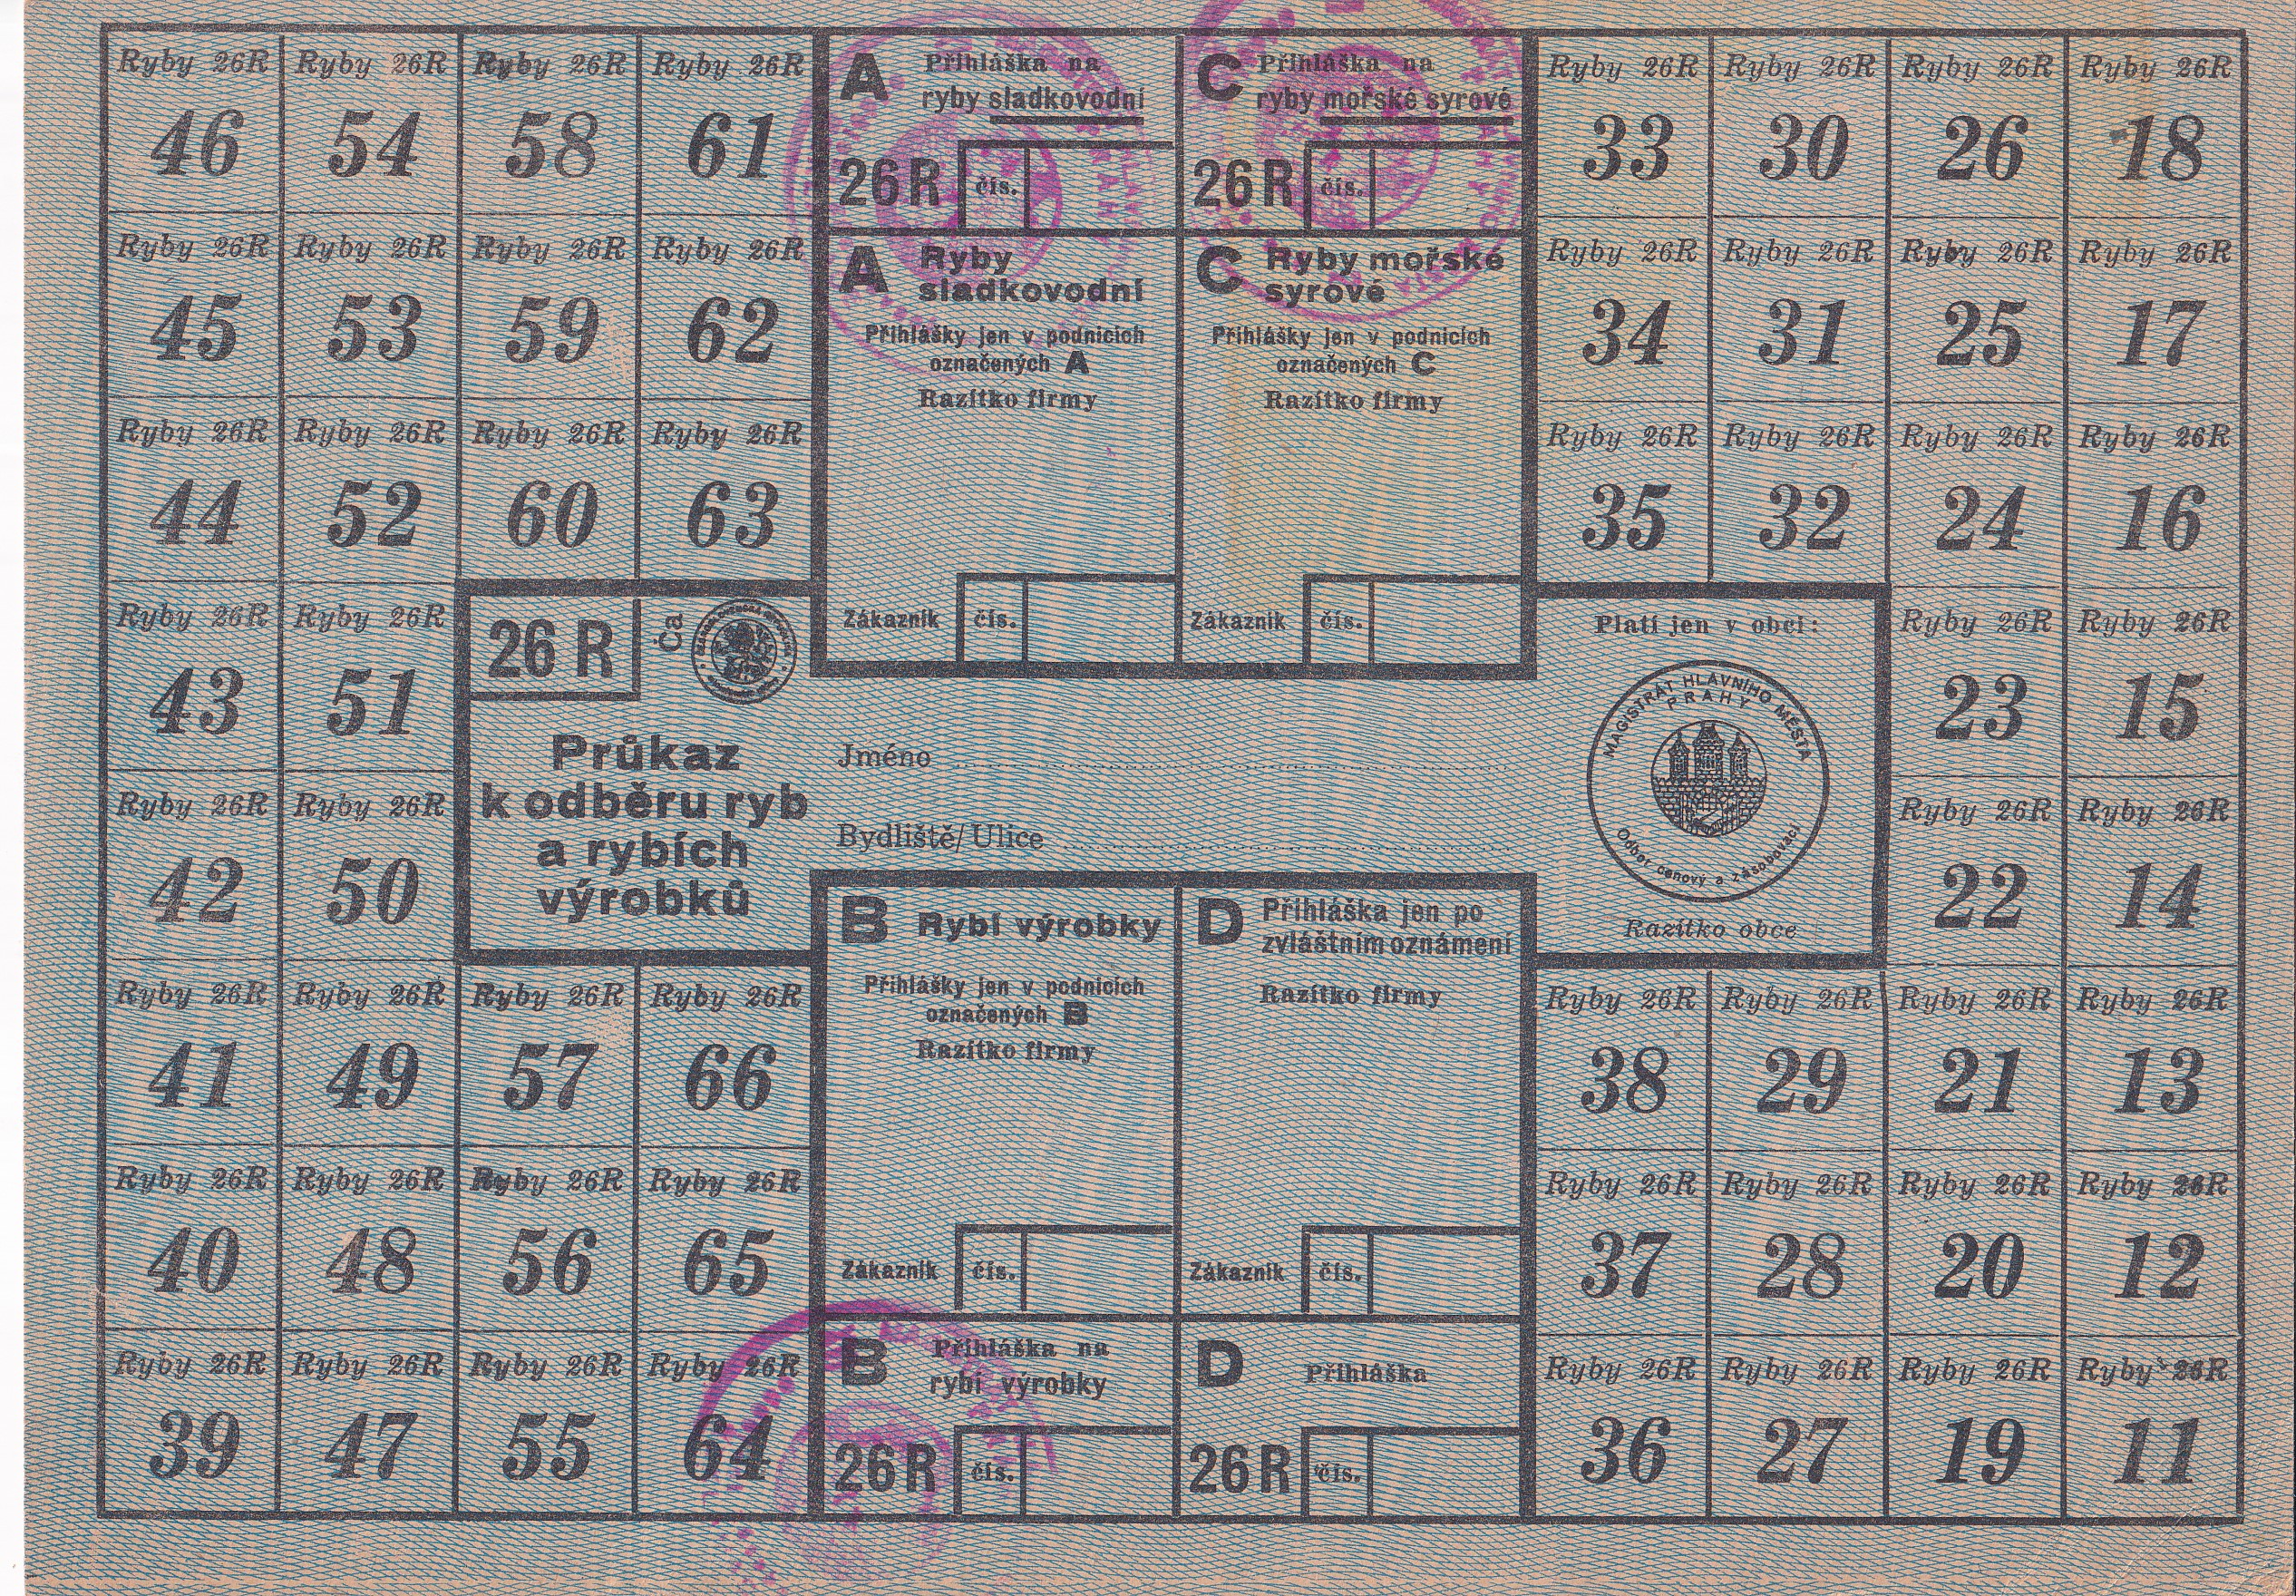 Ryby 26R Ryby 26R Ryby 26R Ryby 26R
46 54 58 61
Ryby 26R Ryby 26R Ryby 26R Ryby 26R
45 53 59 62
Ryby 26R Ryby 26R Ryby 26R Ryby 26R
44 52 60 63
Ryby 26R Ryby 26R
43 51
Ryby 26R Ryby 26R
42 50
Ryby 26R Ryby 26R Ryby 26R Ryby 26R
41 49 57 66
Ryby 26R Ryby 26R Ryby 26R Ryby 26R
40 48 56 65
Ryby 26R Ryby 26R Ryby 26R Ryby 26R
39 47 55 64
26 R
ča
Průkaz
k odběru ryb
a rybích
výrobků
A Přihláška na
ryby sladkovodní
26 R čís.
A Ryby
sladkovodní
Přihlášky jen v podnicích
označených A
Razítko firmy
Zákazník čís.
C Přihláška na
ryby mořské syrové
26 R čís.
C Ryby mořské
syrové
Přihlášky jen v podnicích
označených C
Razítko firmy
Zákazník čís.
Jméno
Bydliště/Ulice
B Rybí výrobky
Přihlášky jen v podnicích
označených B
Razítko firmy
Zákazník čís.
B Přihláška na
rybí výrobky
26 R čís.
D Přihláška jen po
zvláštním oznámení
Razítko firmy
Zákazník čís.
D Přihláška
26 R čís.
Platí jen v obci:
MAGISTRÁT HLAVNÍHO MĚSTA
PRAHY
Odbor cenový a zásobovací
Razítko obce
Ryby 26R Ryby 26R Ryby 26R Ryby 26R
33 30 26 18
Ryby 26R Ryby 26R Ryby 26R Ryby 26R
34 31 25 17
Ryby 26R Ryby 26R Ryby 26R Ryby 26R
35 32 24 16
Ryby 26R Ryby 26R
23 15
Ryby 26R Ryby 26R
22 14
Ryby 26R Ryby 26R Ryby 26R Ryby 26R
38 29 21 13
Ryby 26R Ryby 26R Ryby 26R Ryby 26R
37 28 20 12
Ryby 26R Ryby 26R Ryby 26R Ryby 26R
36 27 19 11